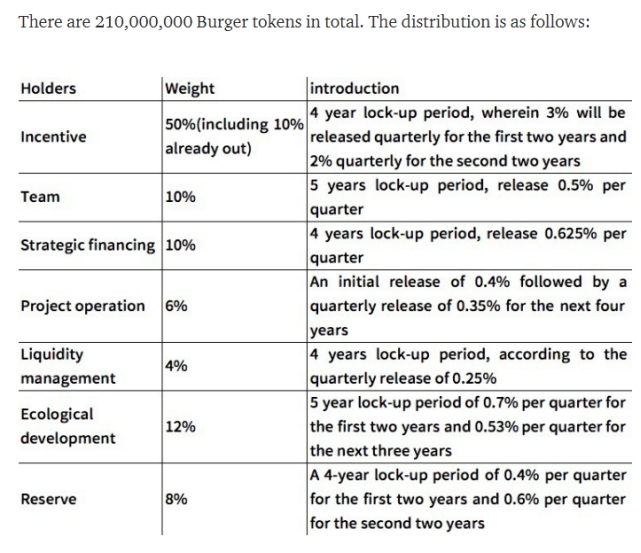 There are 210,000,000 Burger tokens in total. The distribution is as follows:
Holders Weight introduction
Incentive 50%(including 10% already out) 4 year lock-up period, wherein 3% will be
released quarterly for the first two years and
2% quarterly for the second two years
Team 10% 5 years lock-up period, release 0.5% per
quarter
Strategic financing 10% 4 years lock-up period, release 0.625% per
quarter
Project operation 6% An initial release of 0.4% followed by a
quarterly release of 0.35% for the next four
years
Liquidity
management 4% 4 years lock-up period, according to the
quarterly release of 0.25%
Ecological
development 12% 5 year lock-up period of 0.7% per quarter for
the first two years and 0.53% per quarter for
the next three years
Reserve 8% A 4-year lock-up period of 0.4% per quarter
for the first two years and 0.6% per quarter
for the second two years